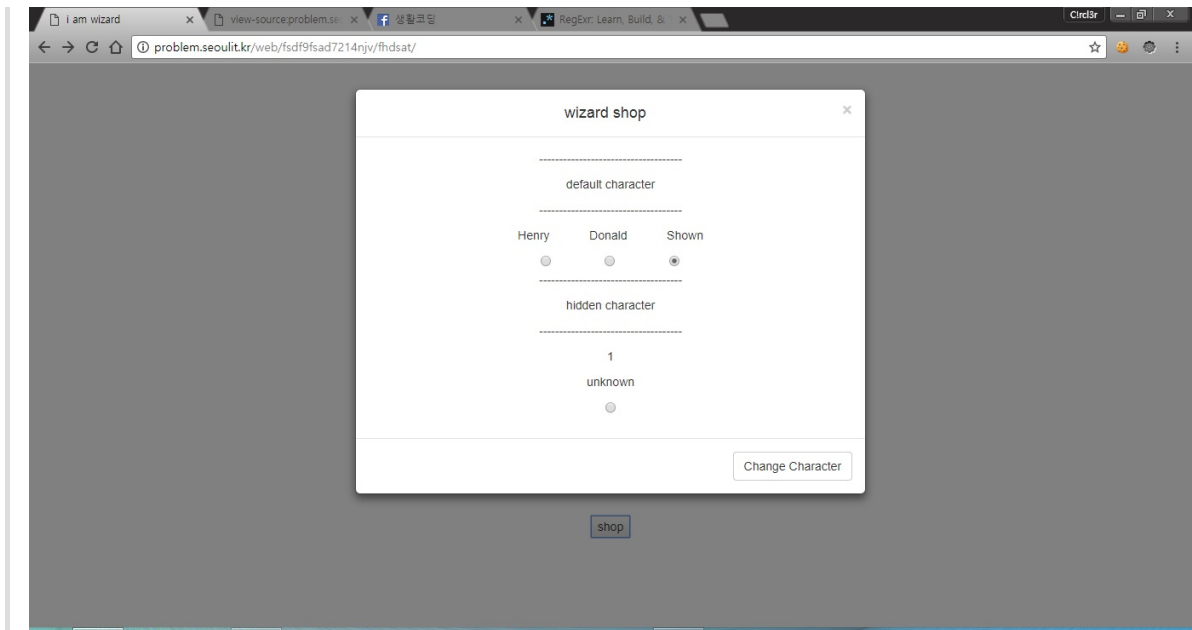 i am wizard
view-source:problem.se
생활코딩
RegExr: Learn, Build, &
C!rcl3r
problem.seoulit.kr/web/fsdf9fsad7214njv/fhdsat/
wizard shop
------------------------------------
default character
------------------------------------
Henry Donald Shown
------------------------------------
hidden character
------------------------------------
1
unknown
Change Character
shop